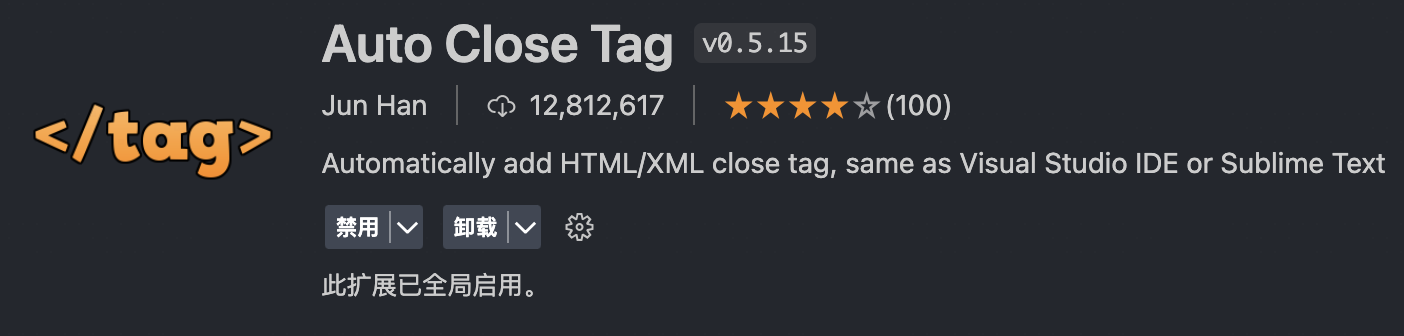 Auto Close Tag v0.5.15
</tag>
Jun Han 12,812,617 (100)
Automatically add HTML/XML close tag, same as Visual Studio IDE or Sublime Text
禁用 卸载
此扩展已全局启用。